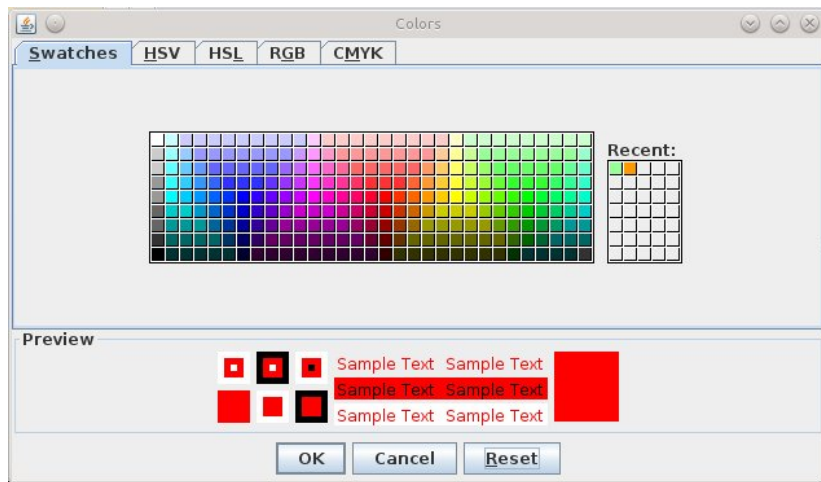 Colors
Swatches HSV HSL RGB CMYK
Recent:
Preview
Sample Text Sample Text
Sample Text Sample Text
Sample Text Sample Text
OK Cancel Reset